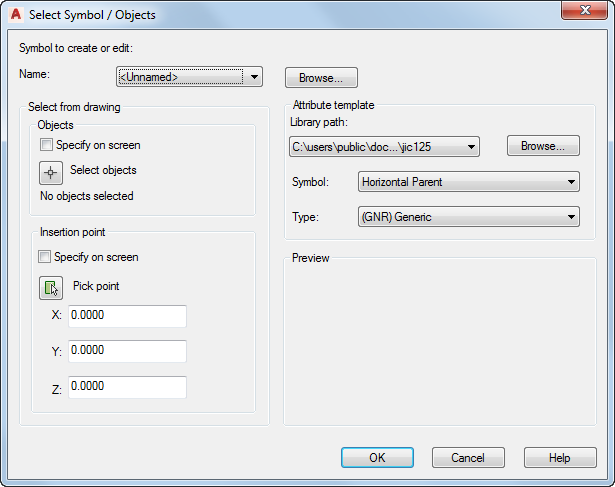 A Select Symbol / Objects
Symbol to create or edit:
Name: <Unnamed> Browse...
Select from drawing
Objects
Specify on screen
Select objects
No objects selected
Insertion point
Specify on screen
Pick point
X: 0.0000
Y: 0.0000
Z: 0.0000
Attribute template
Library path:
C:\users\public\doc...\jic125 Browse...
Symbol: Horizontal Parent
Type: (GNR) Generic
Preview
OK Cancel Help